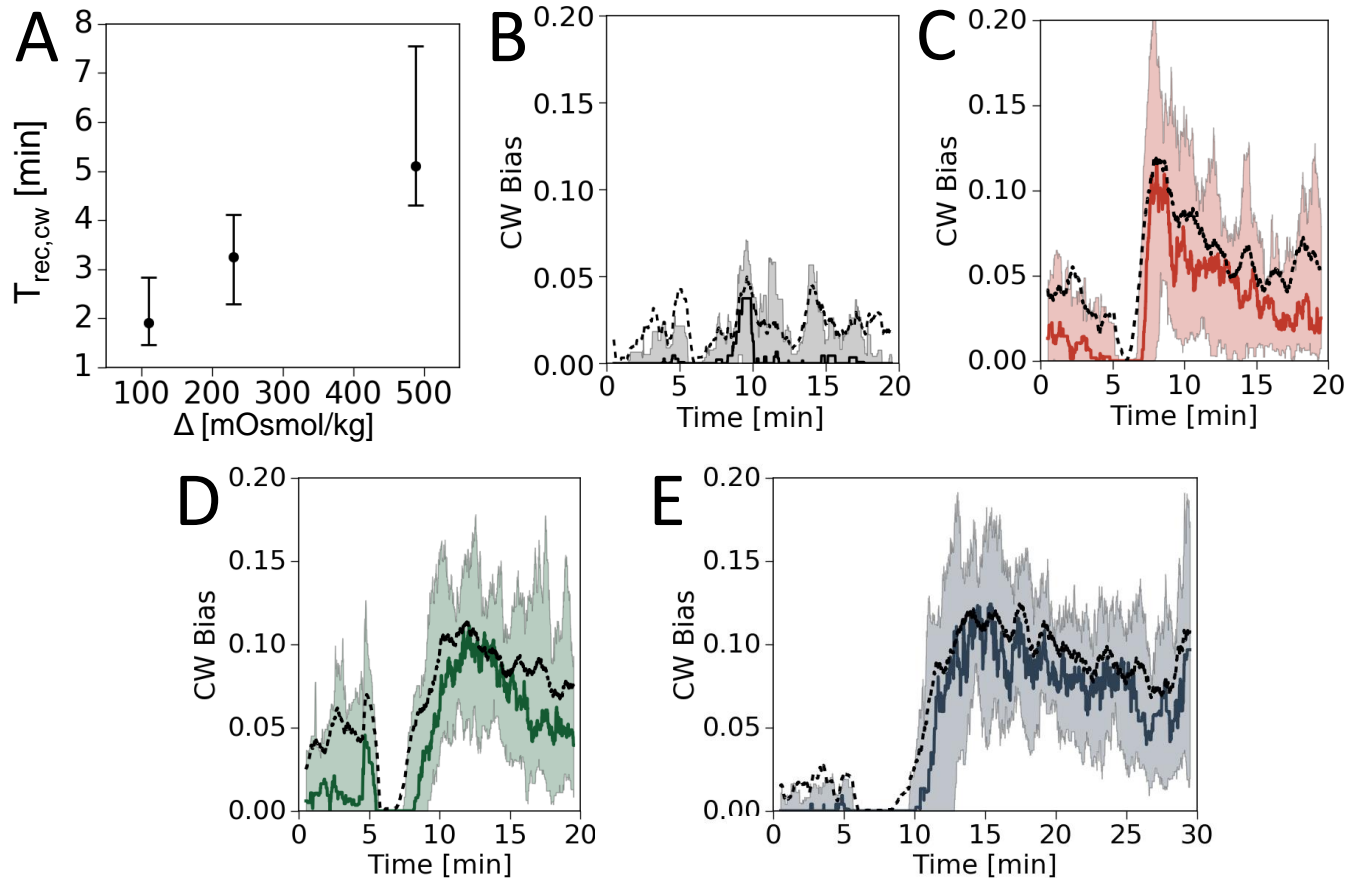 A
8
7
6
5
4
3
2
1
T_rec,cw [min]
100 200 300 400 500
Δ [mOsmol/kg]
B
0.20
0.15
0.10
0.05
0.00
CW Bias
0 5 10 15 20
Time [min]
C
0.20
0.15
0.10
0.05
0.00
CW Bias
0 5 10 15 20
Time [min]
D
0.20
0.15
0.10
0.05
0.00
CW Bias
0 5 10 15 20
Time [min]
E
0.20
0.15
0.10
0.05
0.00
CW Bias
0 5 10 15 20 25 30
Time [min]